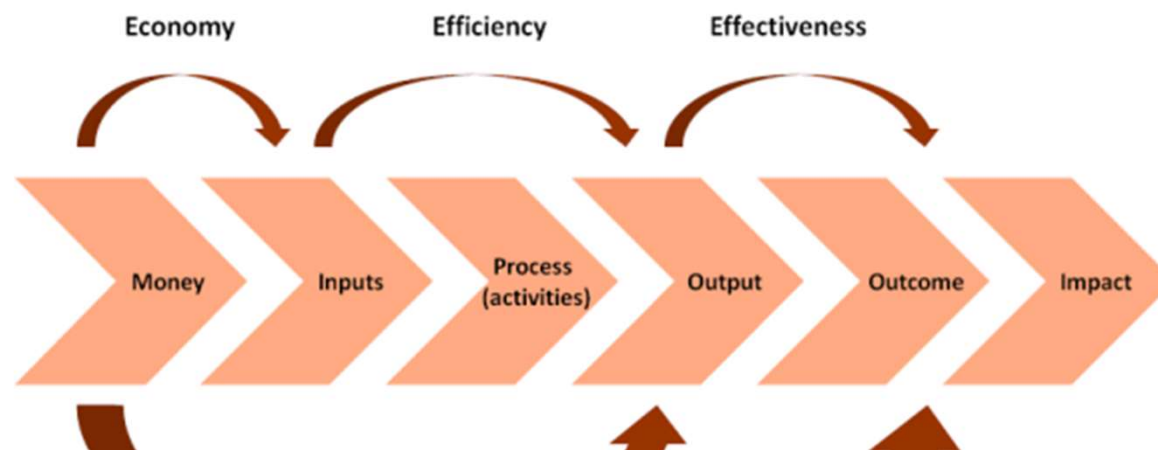 Economy Efficiency Effectiveness
Money Inputs Process (activities) Output Outcome Impact